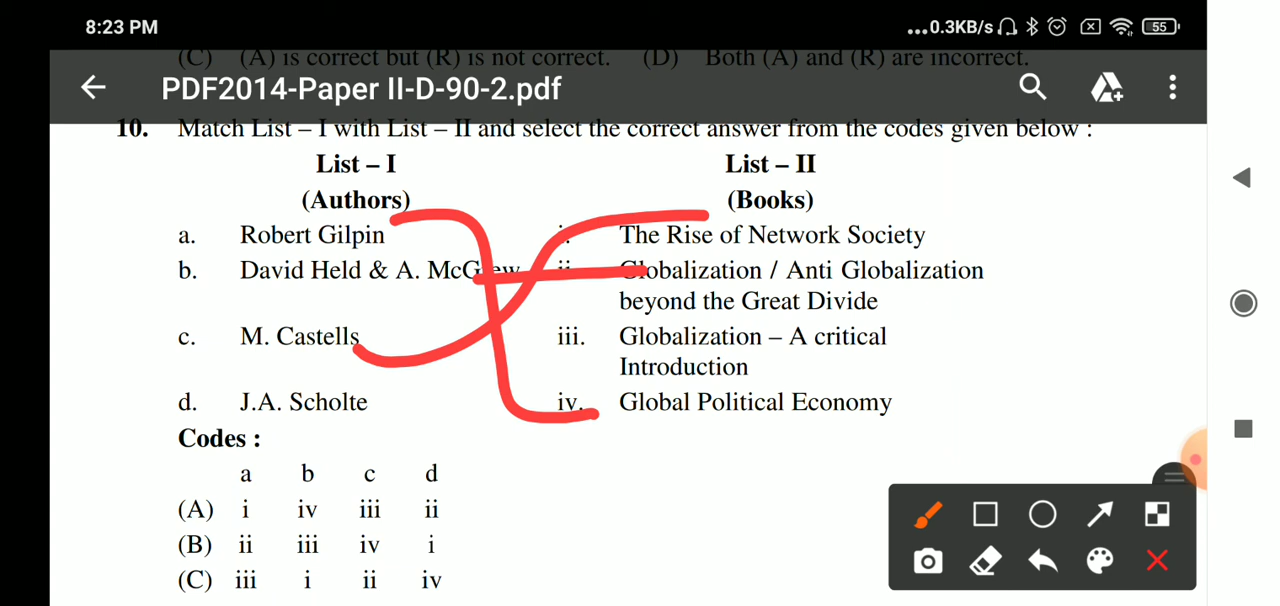 8:23 PM
...0.3KB/s 55
(C) (A) is correct but (R) is not correct. (D) Both (A) and (R) are incorrect.
PDF2014-Paper II-D-90-2.pdf
10. Match List – I with List – II and select the correct answer from the codes given below :
List – I List – II
(Authors) (Books)
a. Robert Gilpin i. The Rise of Network Society
b. David Held & A. McGrew ii. Globalization / Anti Globalization
beyond the Great Divide
c. M. Castells iii. Globalization – A critical
Introduction
d. J.A. Scholte iv. Global Political Economy
Codes :
a b c d
(A) i iv iii ii
(B) ii iii iv i
(C) iii i ii iv